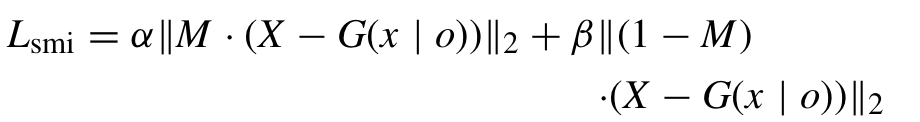 L_smi = α‖M · (X − G(x | o))‖₂ + β‖(1 − M)
·(X − G(x | o))‖₂